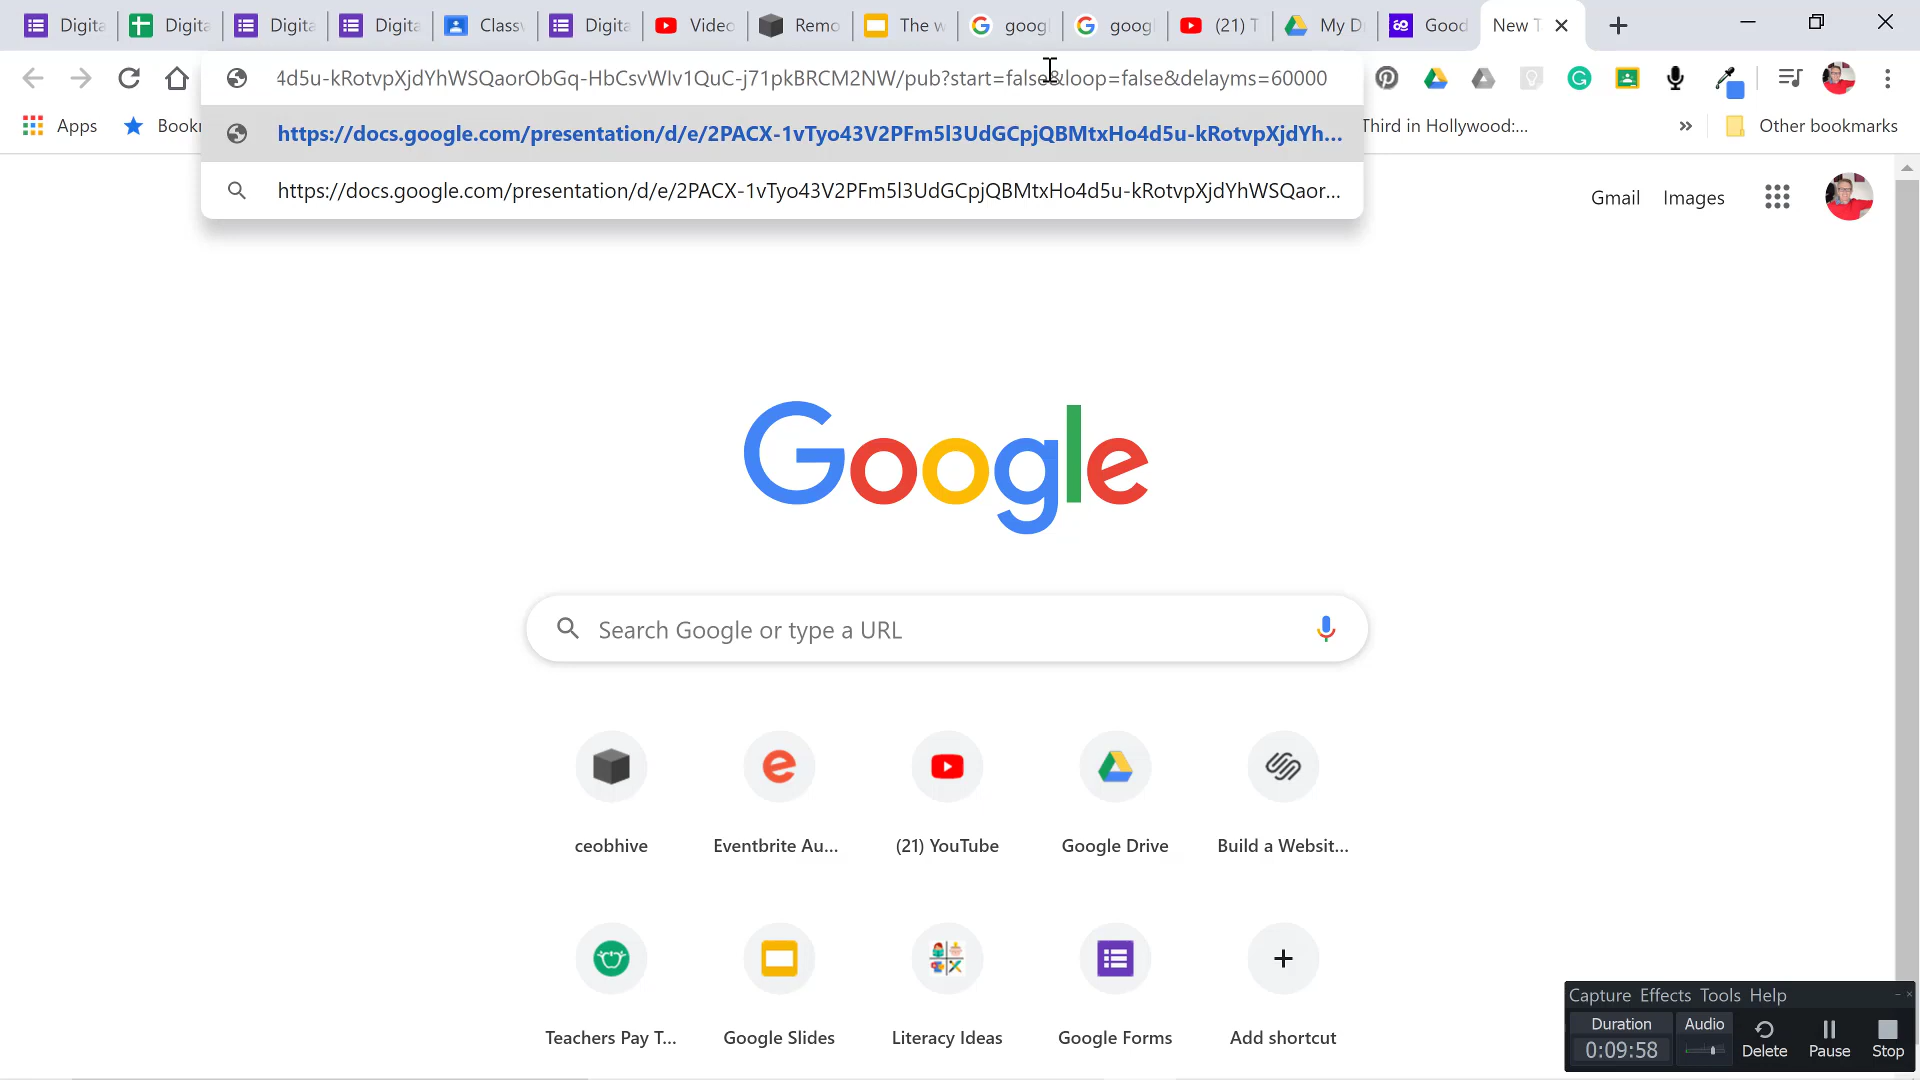 Digita
Digita
Digita
Digita
Class
Digita
Video
Remo
The w
goog
goog
(21) T
My D
Good
New T
4d5u-kRotvpXjdYhWSQaorObGq-HbCsvWIv1QuC-j71pkBRCM2NW/pub?start=false&loop=false&delayms=60000
Apps
Bookr
https://docs.google.com/presentation/d/e/2PACX-1vTyo43V2PFm5l3UdGCpjQBMtxHo4d5u-kRotvpXjdYh...
Third in Hollywood:...
Other bookmarks
https://docs.google.com/presentation/d/e/2PACX-1vTyo43V2PFm5l3UdGCpjQBMtxHo4d5u-kRotvpXjdYhWSQaor...
Gmail
Images
Google
Search Google or type a URL
ceobhive
Eventbrite Au...
(21) YouTube
Google Drive
Build a Websit...
Teachers Pay T...
Google Slides
Literacy Ideas
Google Forms
Add shortcut
Capture Effects Tools Help
Duration
Audio
0:09:58
Delete
Pause
Stop